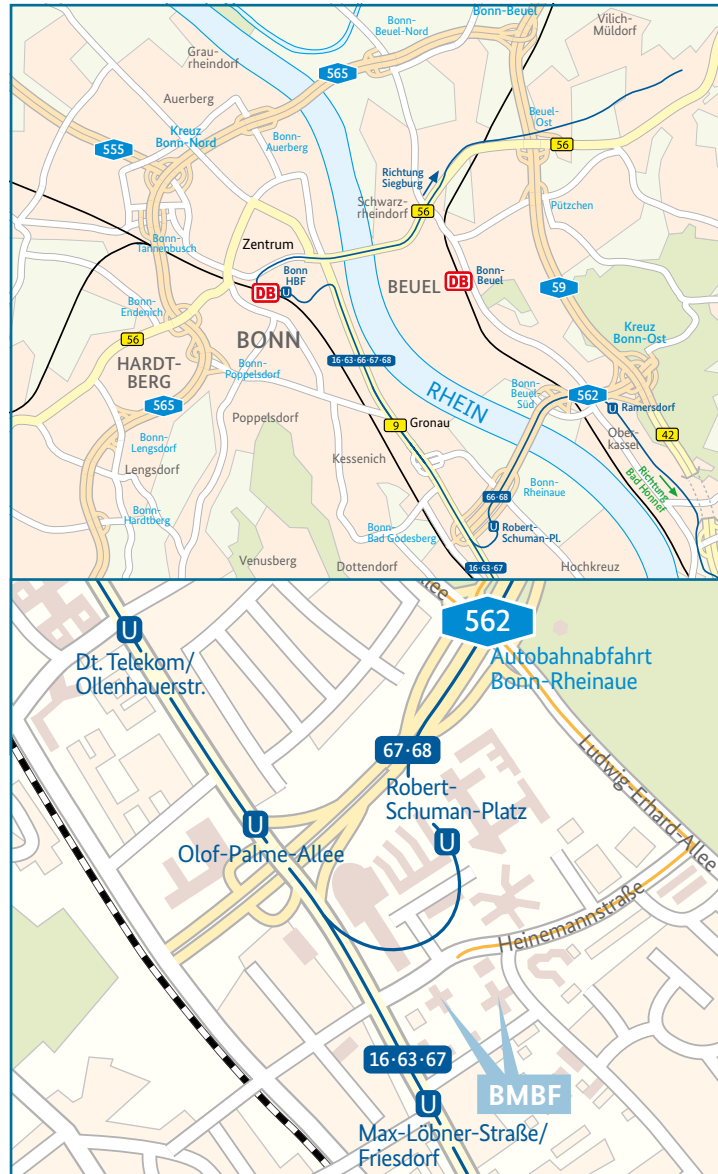 Bonn-Beuel
Vilich-
Müldorf
Bonn-
Beuel-Nord
Grau-
rheindorf
565
Auerberg
Beuel-
Ost
555
Kreuz
Bonn-Nord
Bonn-
Auerberg
56
Richtung
Siegburg
Schwarz-
rheindorf
56
Pützchen
Bonn-
Tannenbusch
Zentrum
Bonn
HBF
DB
U
BEUEL
DB
Bonn-
Beuel
59
Bonn-
Endenich
56
BONN
HARDT-
BERG
Bonn-
Poppelsdorf
16·63·66·67·68
Kreuz
Bonn-Ost
RHEIN
Bonn-
Beuel
Süd
562
U
Ramersdorf
565
Poppelsdorf
9
Gronau
Ober-
kassel
42
Bonn-
Lengsdorf
Lengsdorf
Kessenich
Richtung
Bad Honnef
Bonn-
Rheinaue
66·68
Bonn-
Hardtberg
Bonn-
Bad Godesberg
U
Robert-
Schuman-Pl.
Venusberg
Dottendorf
16·63·67
Hochkreuz
llee
562
U
Dt. Telekom/
Ollenhauerstr.
Autobahnabfahrt
Bonn-Rheinaue
67·68
Ludwig-Erhard-Allee
Robert-
Schuman-Platz
U
U
Olof-Palme-Allee
Heinemannstraße
16·63·67
BMBF
U
Max-Löbner-Straße/
Friesdorf